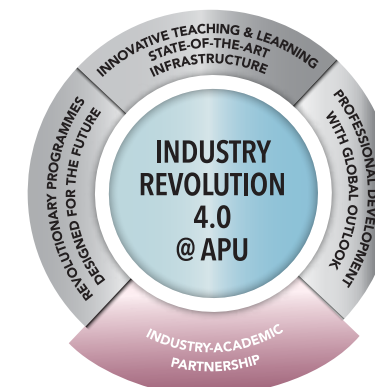 INNOVATIVE TEACHING & LEARNING
STATE-OF-THE-ART
INFRASTRUCTURE
PROFESSIONAL DEVELOPMENT
WITH GLOBAL OUTLOOK
REVOLUTIONARY PROGRAMMES
DESIGNED FOR THE FUTURE
INDUSTRY
REVOLUTION
4.0
@ APU
INDUSTRY-ACADEMIC
PARTNERSHIP